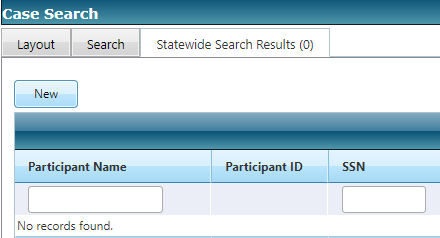 Case Search
Layout Search Statewide Search Results (0)
New
Participant Name Participant ID SSN
No records found.